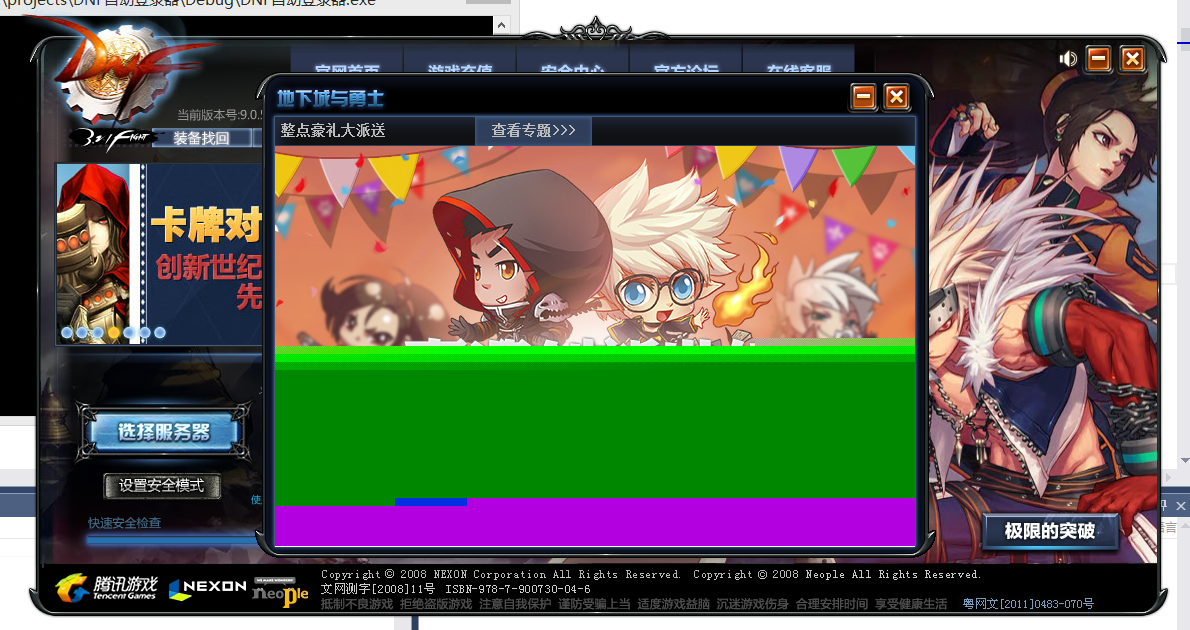 \projects\DNF自动登录器\Debug\DNF自动登录器.exe
官网首页 游戏充值 安全中心 官方论坛 在线客服
当前版本号:9.0.
装备找回
地下城与勇士
整点豪礼大派送 查看专题>>>
卡牌对
创新世纪
先
选择服务器
设置安全模式
使
快速安全检查
极限的突破
腾讯游戏
Tencent Games
NEXON
neople
Copyright © 2008 NEXON Corporation All Rights Reserved. Copyright © 2008 Neople All Rights Reserved.
文网测字[2008]11号 ISBN-978-7-900730-04-6
抵制不良游戏 拒绝盗版游戏 注意自我保护 谨防受骗上当 适度游戏益脑 沉迷游戏伤身 合理安排时间 享受健康生活 粤网文[2011]0483-070号